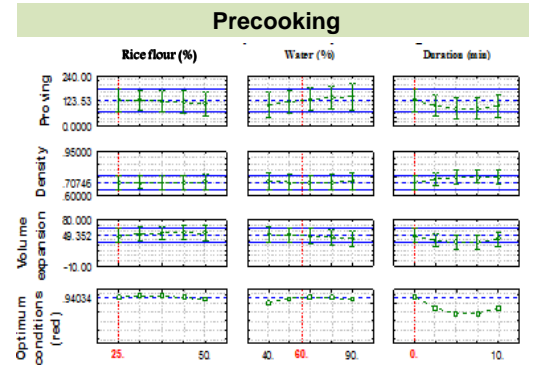 Precooking
Rice flour (%) Water (%) Duration (min)
Proving
240.00
123.53
0.0000
Density
.95000
.70746
.60000
Volume expansion
80.000
49.352
-10.00
Optimum conditions (red)
.94034
25. 50. 40. 60. 90. 0. 10.